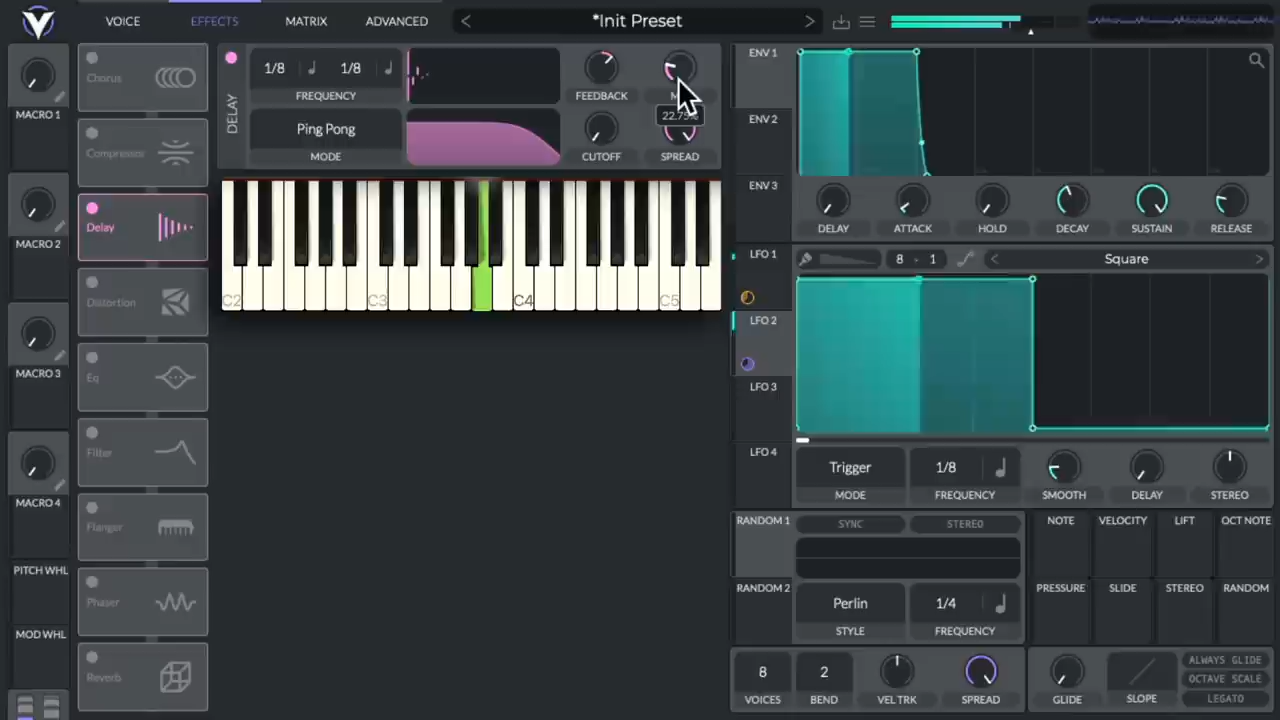 VOICE
EFFECTS
MATRIX
ADVANCED
*Init Preset
MACRO 1
MACRO 2
MACRO 3
MACRO 4
PITCH WHL
MOD WHL
Chorus
Compressor
Delay
Distortion
Eq
Filter
Flanger
Phaser
Reverb
DELAY
1/8
1/8
FREQUENCY
Ping Pong
MODE
FEEDBACK
CUTOFF
SPREAD
C2
C3
C4
C5
ENV 1
ENV 2
ENV 3
DELAY
ATTACK
HOLD
DECAY
SUSTAIN
RELEASE
LFO 1
LFO 2
LFO 3
LFO 4
8 - 1
Square
Trigger
MODE
1/8
FREQUENCY
SMOOTH
DELAY
STEREO
RANDOM 1
RANDOM 2
SYNC
STEREO
Perlin
STYLE
1/4
FREQUENCY
NOTE
VELOCITY
LIFT
OCT NOTE
PRESSURE
SLIDE
STEREO
RANDOM
8
VOICES
2
BEND
VEL TRK
SPREAD
GLIDE
SLOPE
ALWAYS GLIDE
OCTAVE SCALE
LEGATO